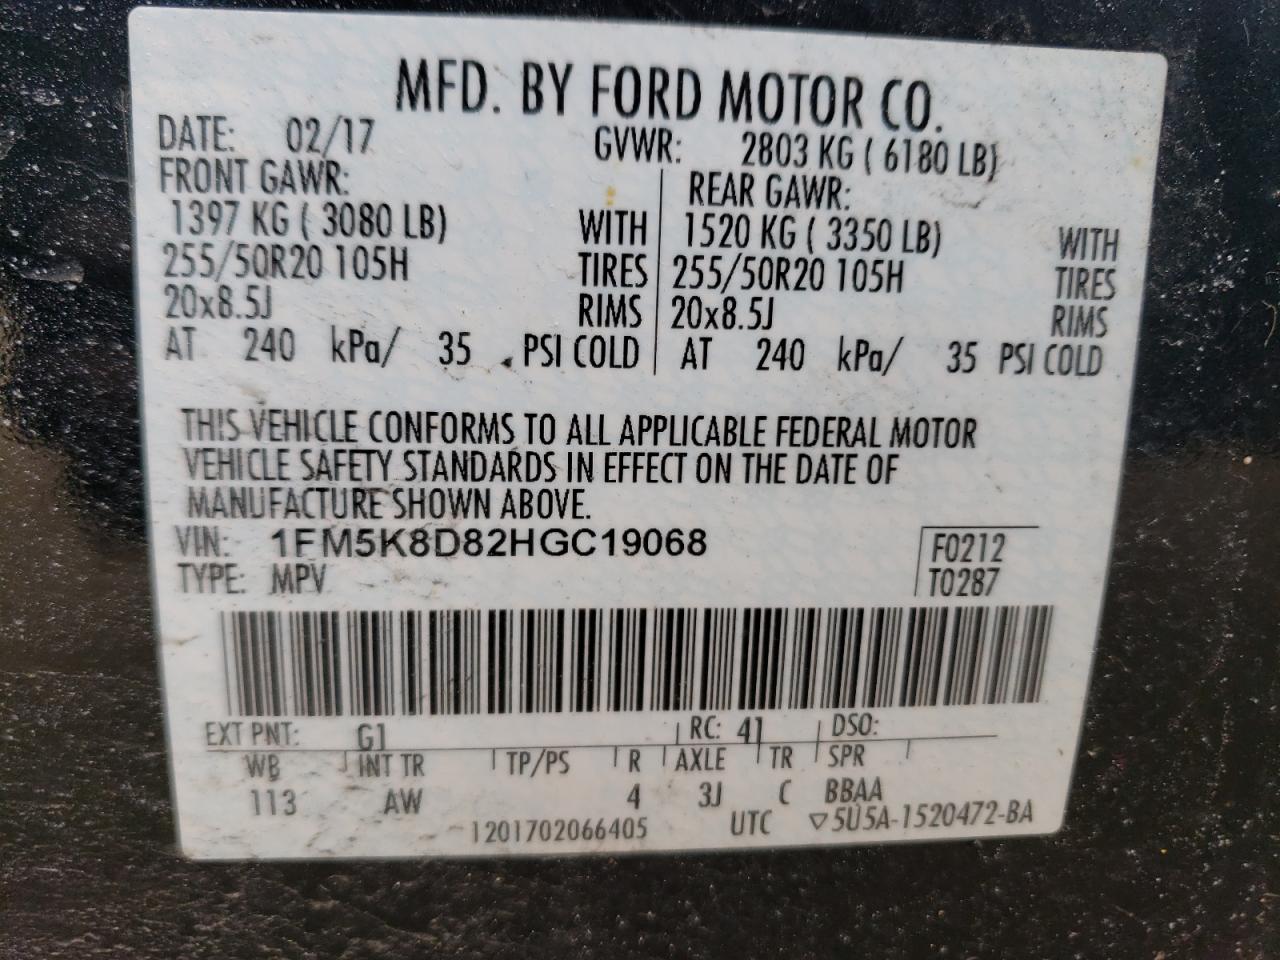 MFD. BY FORD MOTOR CO.
DATE: 02/17 GVWR: 2803 KG ( 6180 LB)
FRONT GAWR: REAR GAWR:
1397 KG ( 3080 LB) WITH 1520 KG ( 3350 LB) WITH
255/50R20 105H TIRES 255/50R20 105H TIRES
20x8.5J RIMS 20x8.5J RIMS
AT 240 kPa/ 35 PSI COLD AT 240 kPa/ 35 PSI COLD
THIS VEHICLE CONFORMS TO ALL APPLICABLE FEDERAL MOTOR
VEHICLE SAFETY STANDARDS IN EFFECT ON THE DATE OF
MANUFACTURE SHOWN ABOVE.
VIN: 1FM5K8D82HGC19068 F0212
TYPE: MPV T0287
EXT PNT: G1 RC: 41 DSO:
WB INT TR TP/PS R AXLE TR SPR
113 AW 4 3J C BBAA
1201702066405 UTC ▽5U5A-1520472-BA